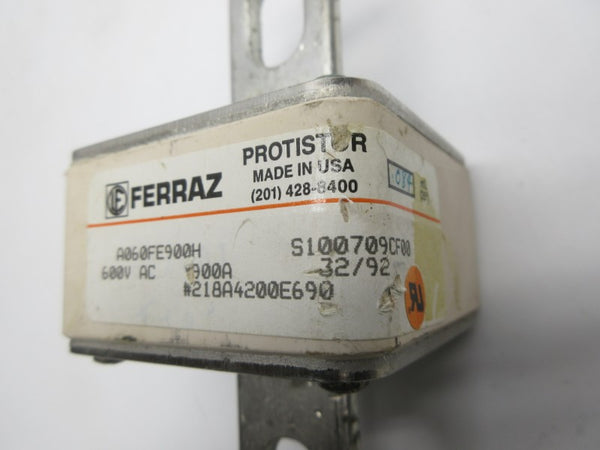 FERRAZ
PROTISTOR
MADE IN USA
(201) 428-8400
A060FE900H
S100709CF00
600V AC 900A
32/92
#218A4200E690